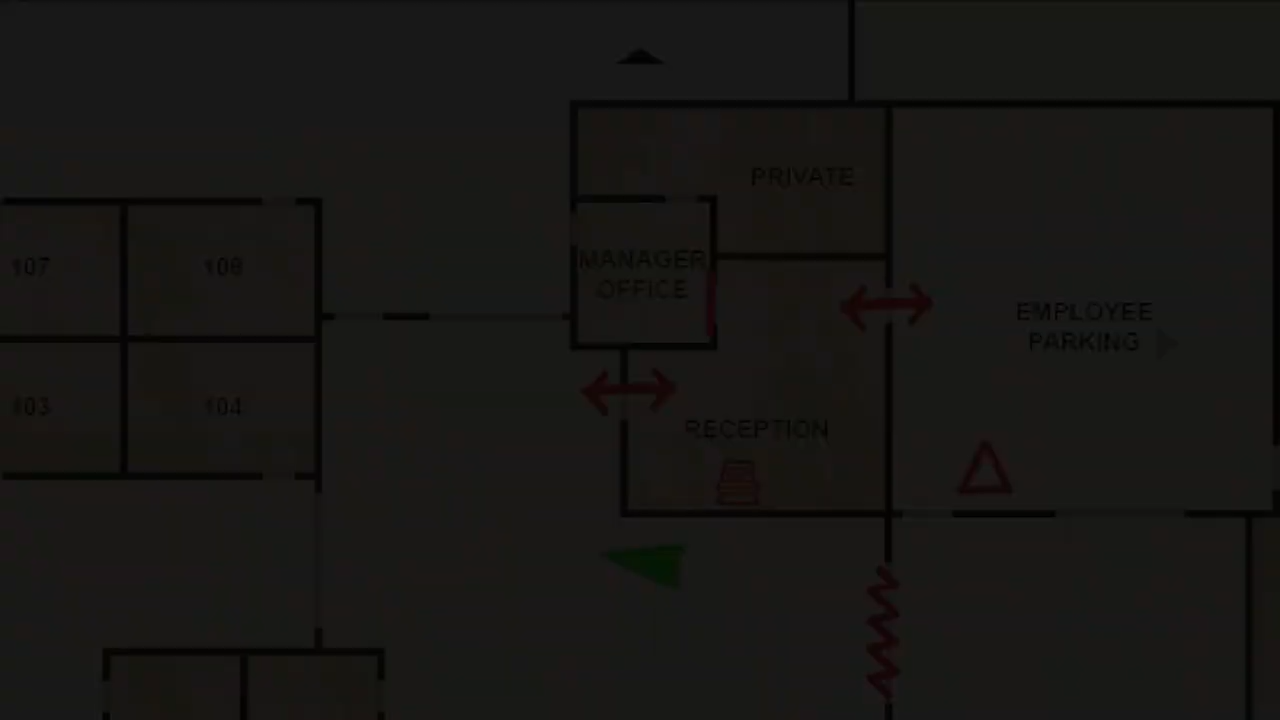 PRIVATE
107
108
MANAGER
OFFICE
EMPLOYEE
PARKING
103
104
RECEPTION